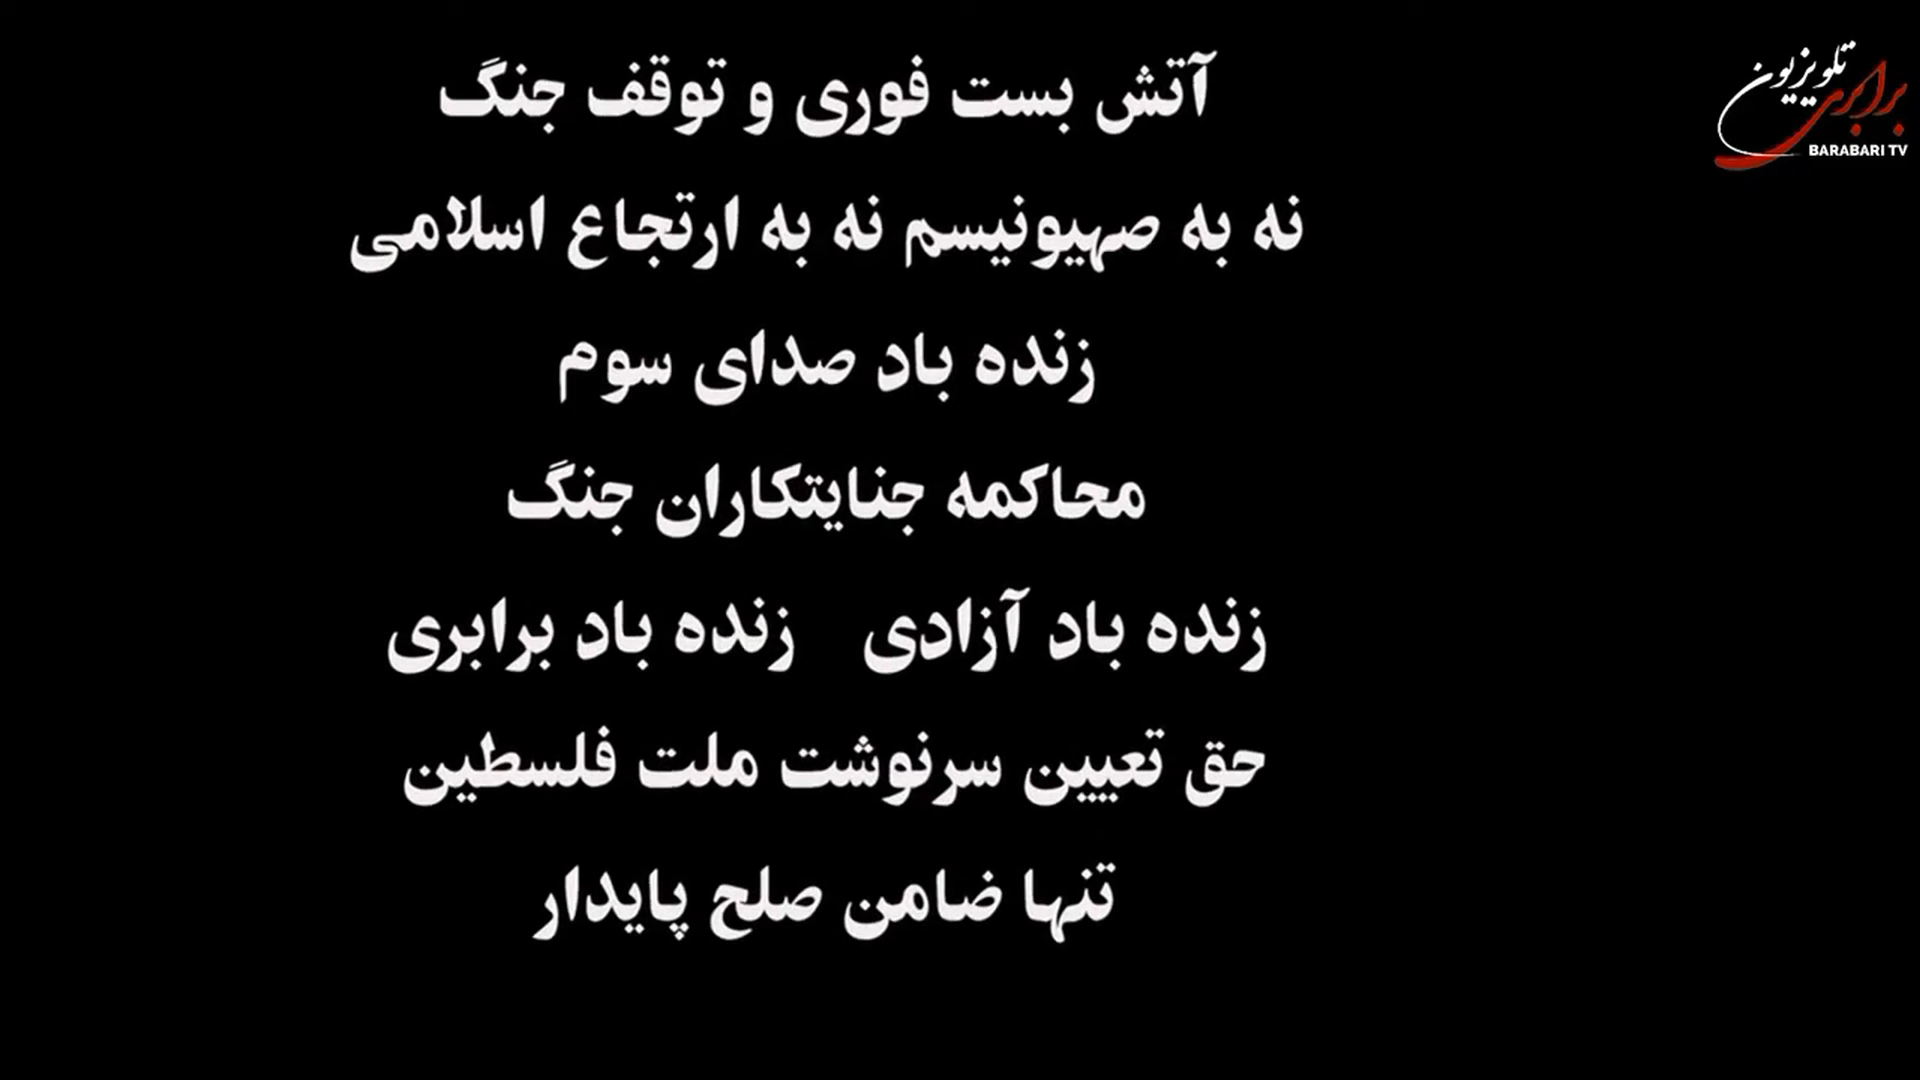 آتش بست فوری و توقف جنگ
نه به صهیونیسم نه به ارتجاع اسلامی
زنده باد صدای سوم
محاکمه جنایتکاران جنگ
زنده باد آزادی زنده باد برابری
حق تعیین سرنوشت ملت فلسطین
تنها ضامن صلح پایدار
تلویزیون
برابری
BARABARI TV